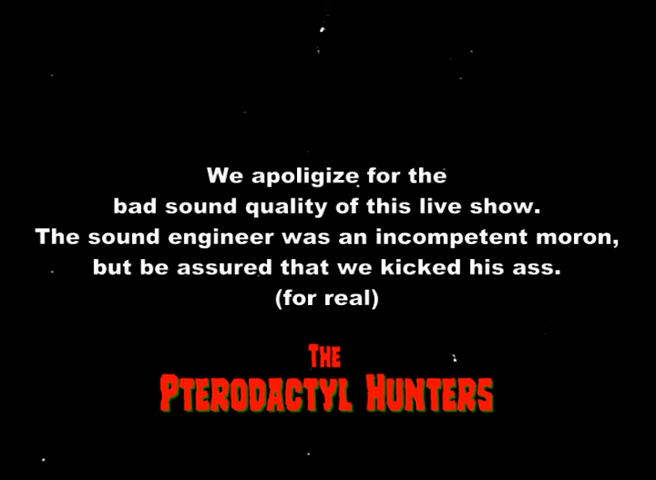 We apoligize for the
bad sound quality of this live show.
The sound engineer was an incompetent moron,
but be assured that we kicked his ass.
(for real)
The
Pterodactyl Hunters